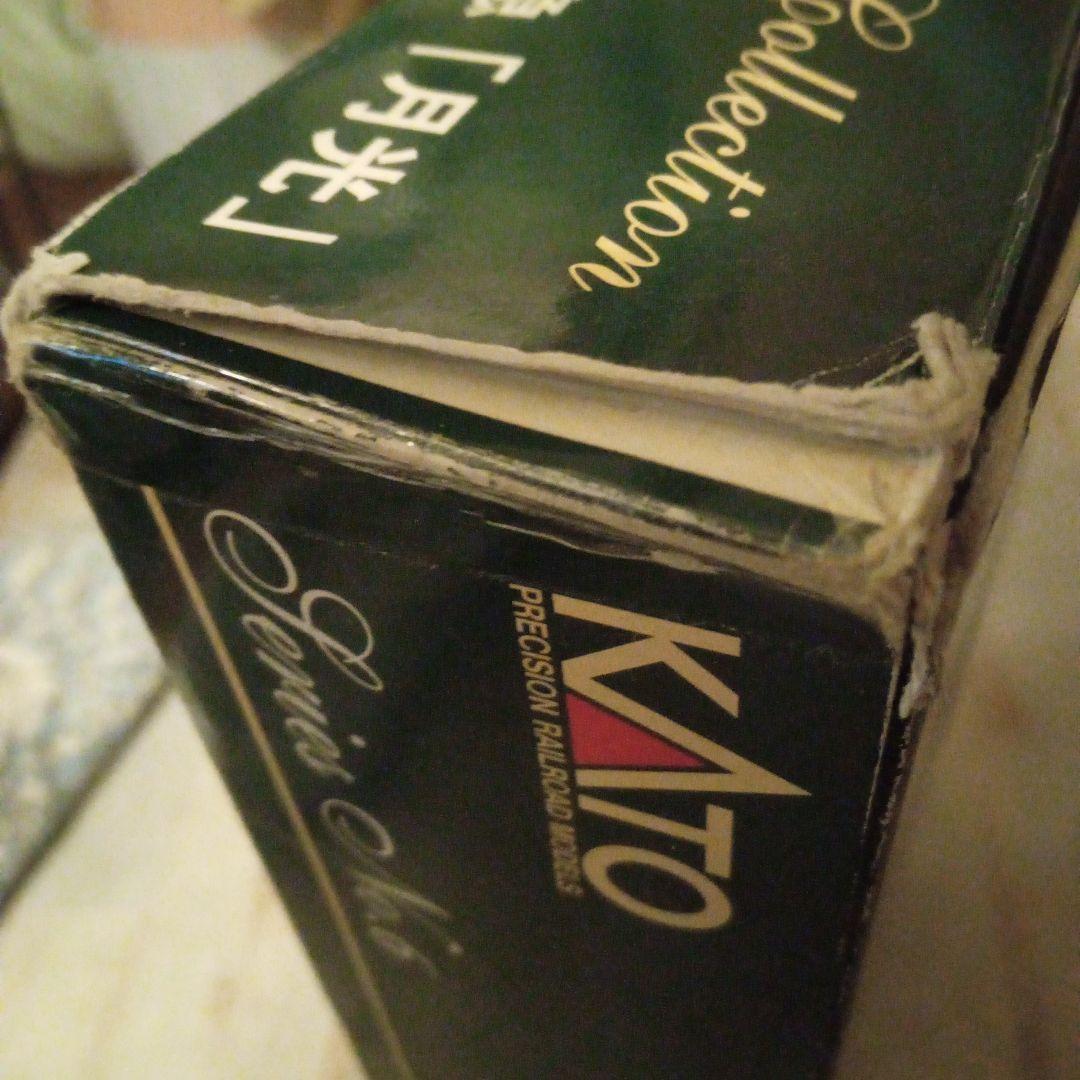 「月光」
Collection
KATO
PRECISION RAILROAD MODELS
Series